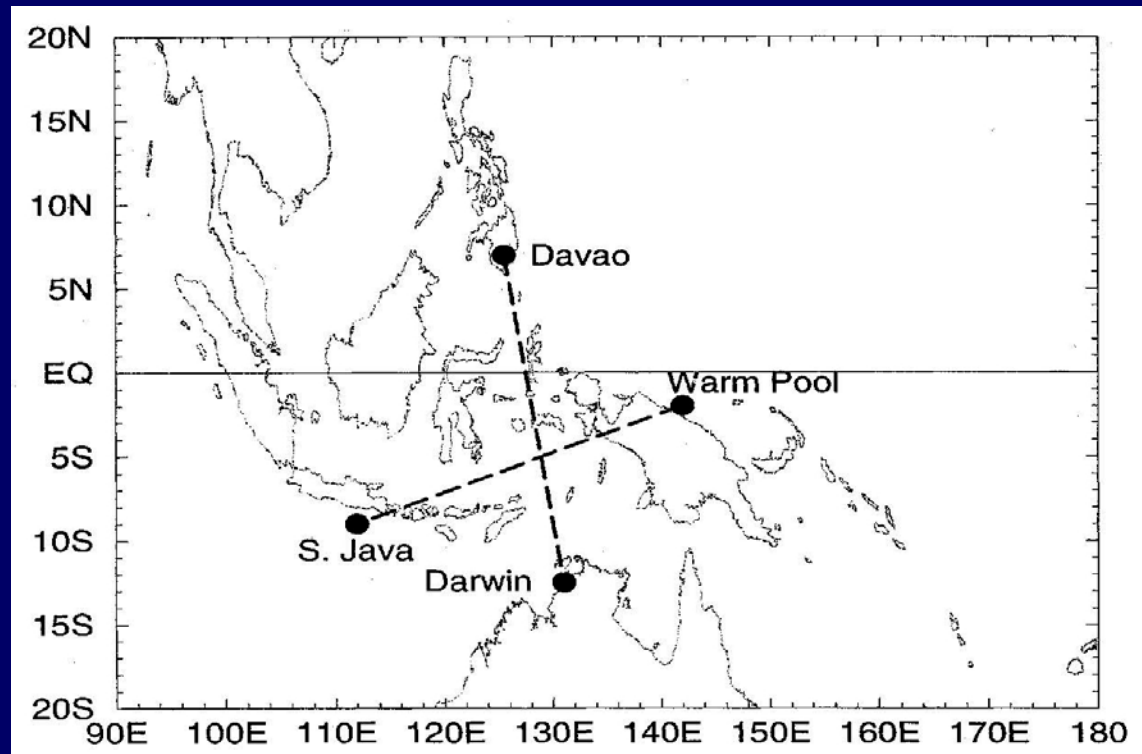 20N
15N
10N
Davao
5N
EQ
Warm Pool
5S
10S
S. Java
Darwin
15S
20S
90E 100E 110E 120E 130E 140E 150E 160E 170E 180